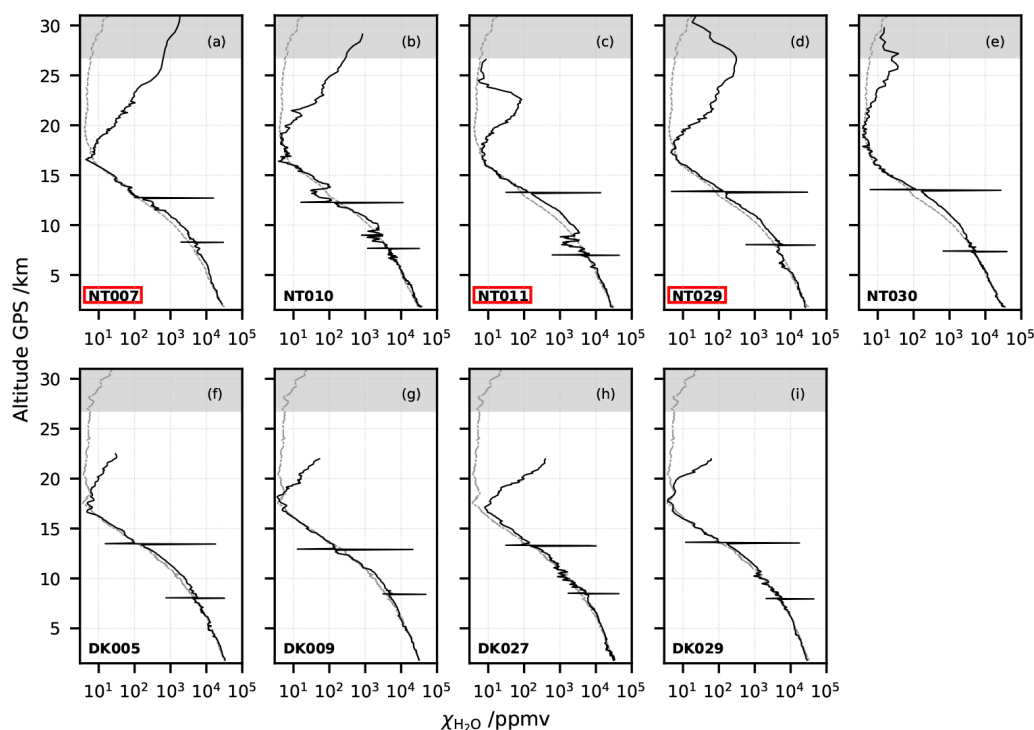 Altitude GPS /km
30
25
20
15
10
5
(a)
NT007
10¹ 10² 10³ 10⁴ 10⁵
(b)
NT010
10¹ 10² 10³ 10⁴ 10⁵
(c)
NT011
10¹ 10² 10³ 10⁴ 10⁵
(d)
NT029
10¹ 10² 10³ 10⁴ 10⁵
(e)
NT030
10¹ 10² 10³ 10⁴ 10⁵
30
25
20
15
10
5
(f)
DK005
10¹ 10² 10³ 10⁴ 10⁵
(g)
DK009
10¹ 10² 10³ 10⁴ 10⁵
(h)
DK027
10¹ 10² 10³ 10⁴ 10⁵
(i)
DK029
10¹ 10² 10³ 10⁴ 10⁵
χH₂O /ppmv